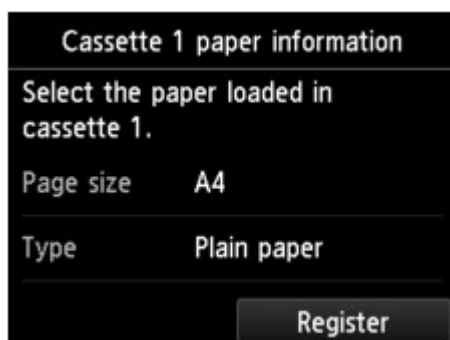 Cassette 1 paper information
Select the paper loaded in
cassette 1.
Page size A4
Type Plain paper
Register